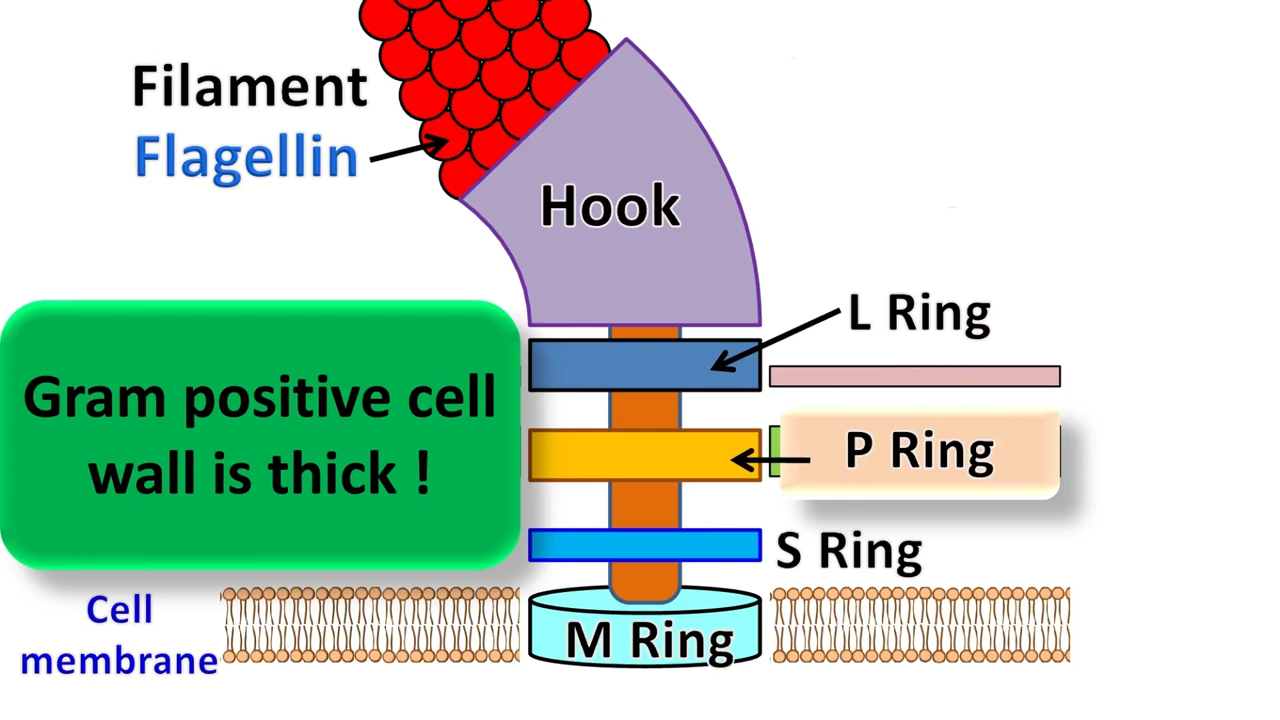 Filament
Flagellin
Hook
L Ring
Gram positive cell
wall is thick !
P Ring
S Ring
Cell
membrane
M Ring